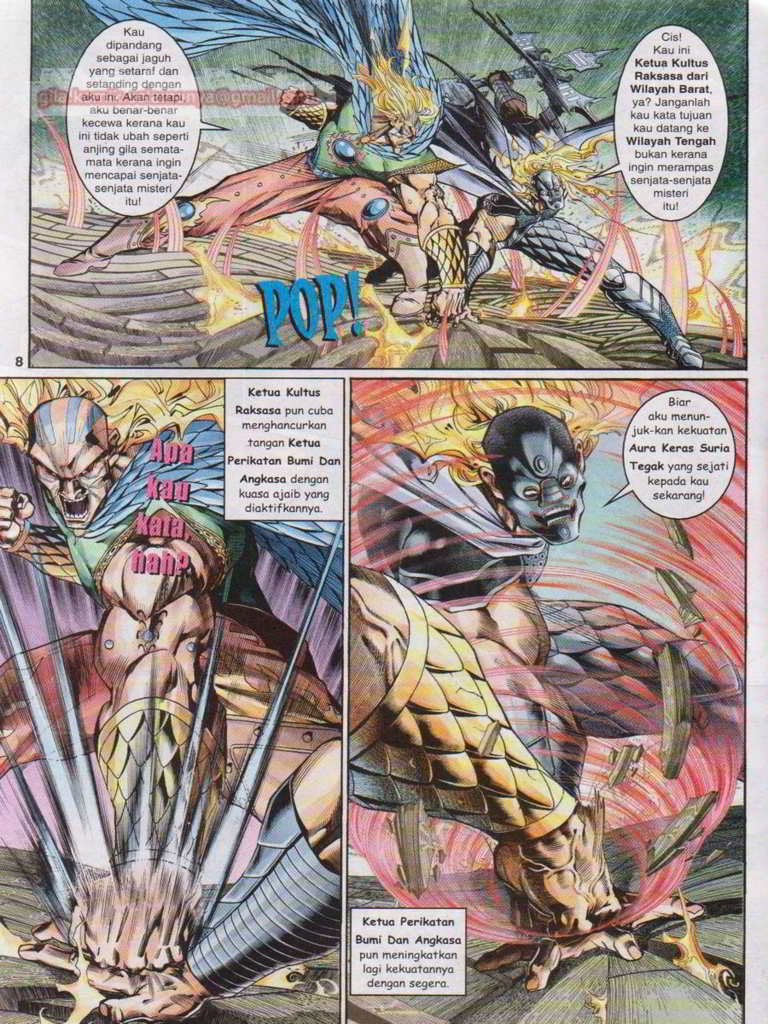 Kau
dipandang
sebagai jaguh
yang setaraf dan
setanding dengan
aku ini. Akan tetapi,
aku benar-benar
kecewa kerana kau
ini tidak ubah seperti
anjing gila semata-
mata kerana ingin
mencapai senjata-
senjata misteri
itu!
Cis!
Kau ini
Ketua Kultus
Raksasa dari
Wilayah Barat,
ya? Janganlah
kau kata tujuan
kau datang ke
Wilayah Tengah
bukan kerana
ingin merampas
senjata-senjata
misteri
itu!
POP!
8
Apa
kau
kata,
hah?
Ketua Kultus
Raksasa pun cuba
menghancurkan
tangan Ketua
Perikatan Bumi Dan
Angkasa dengan
kuasa ajaib yang
diaktifkannya.
Biar
aku menun-
juk-kan kekuatan
Aura Keras Suria
Tegak yang sejati
kepada kau
sekarang!
Ketua Perikatan
Bumi Dan Angkasa
pun meningkatkan
lagi kekuatannya
dengan segera.